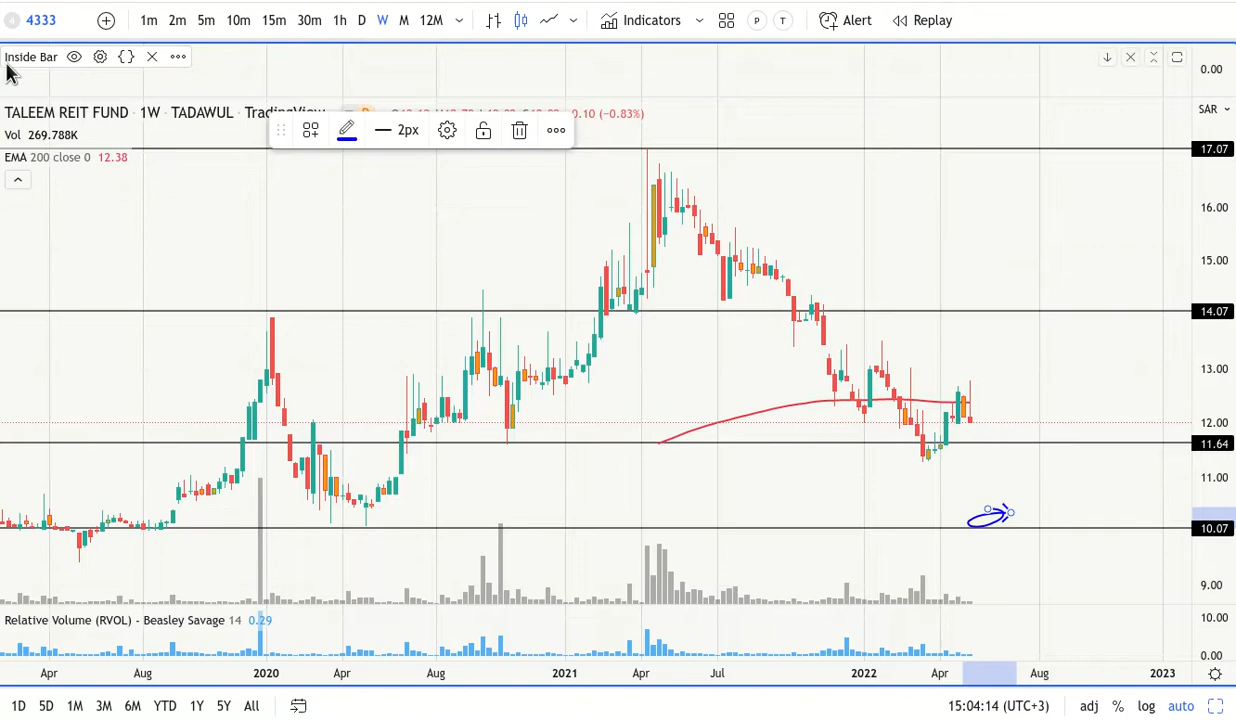 4333 1m 2m 5m 10m 15m 30m 1h D W M 12M Indicators P T Alert Replay
Inside Bar
TALEEM REIT FUND · 1W · TADAWUL · TradingView 0.10 (−0.83%)
Vol 269.788K
EMA 200 close 0 12.38
2px
0.00
SAR
17.07
16.00
15.00
14.07
13.00
12.00
11.64
11.00
10.07
9.00
Relative Volume (RVOL) - Beasley Savage 14 0.29
10.00
0.00
Apr Aug 2020 Apr Aug 2021 Apr Jul 2022 Apr Aug 2023
1D 5D 1M 3M 6M YTD 1Y 5Y All 15:04:14 (UTC+3) adj % log auto